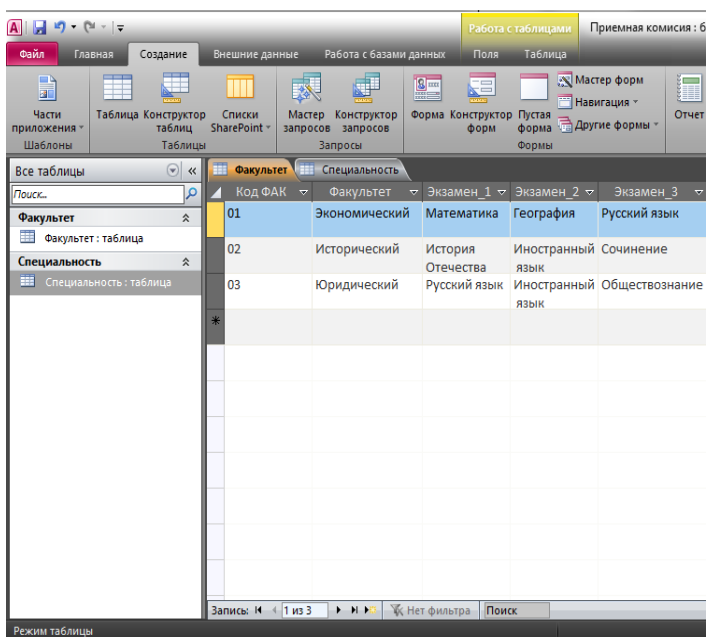 Работа с таблицами Приемная комисия : б
Файл Главная Создание Внешние данные Работа с базами данных Поля Таблица
Части приложения Таблица Конструктор таблиц Списки SharePoint Мастер запросов Конструктор запросов Форма Конструктор форм Пустая форма Мастер форм Навигация Другие формы Отчет
Шаблоны Таблицы Запросы Формы
Все таблицы « Факультет Специальность
Поиск... Код ФАК Факультет Экзамен_1 Экзамен_2 Экзамен_3
Факультет
Факультет : таблица
Специальность
Специальность : таблица
01 Экономический Математика География Русский язык
02 Исторический История Отечества Иностранный язык Сочинение
03 Юридический Русский язык Иностранный язык Обществознание
Запись: 1 из 3 Нет фильтра Поиск
Режим таблицы